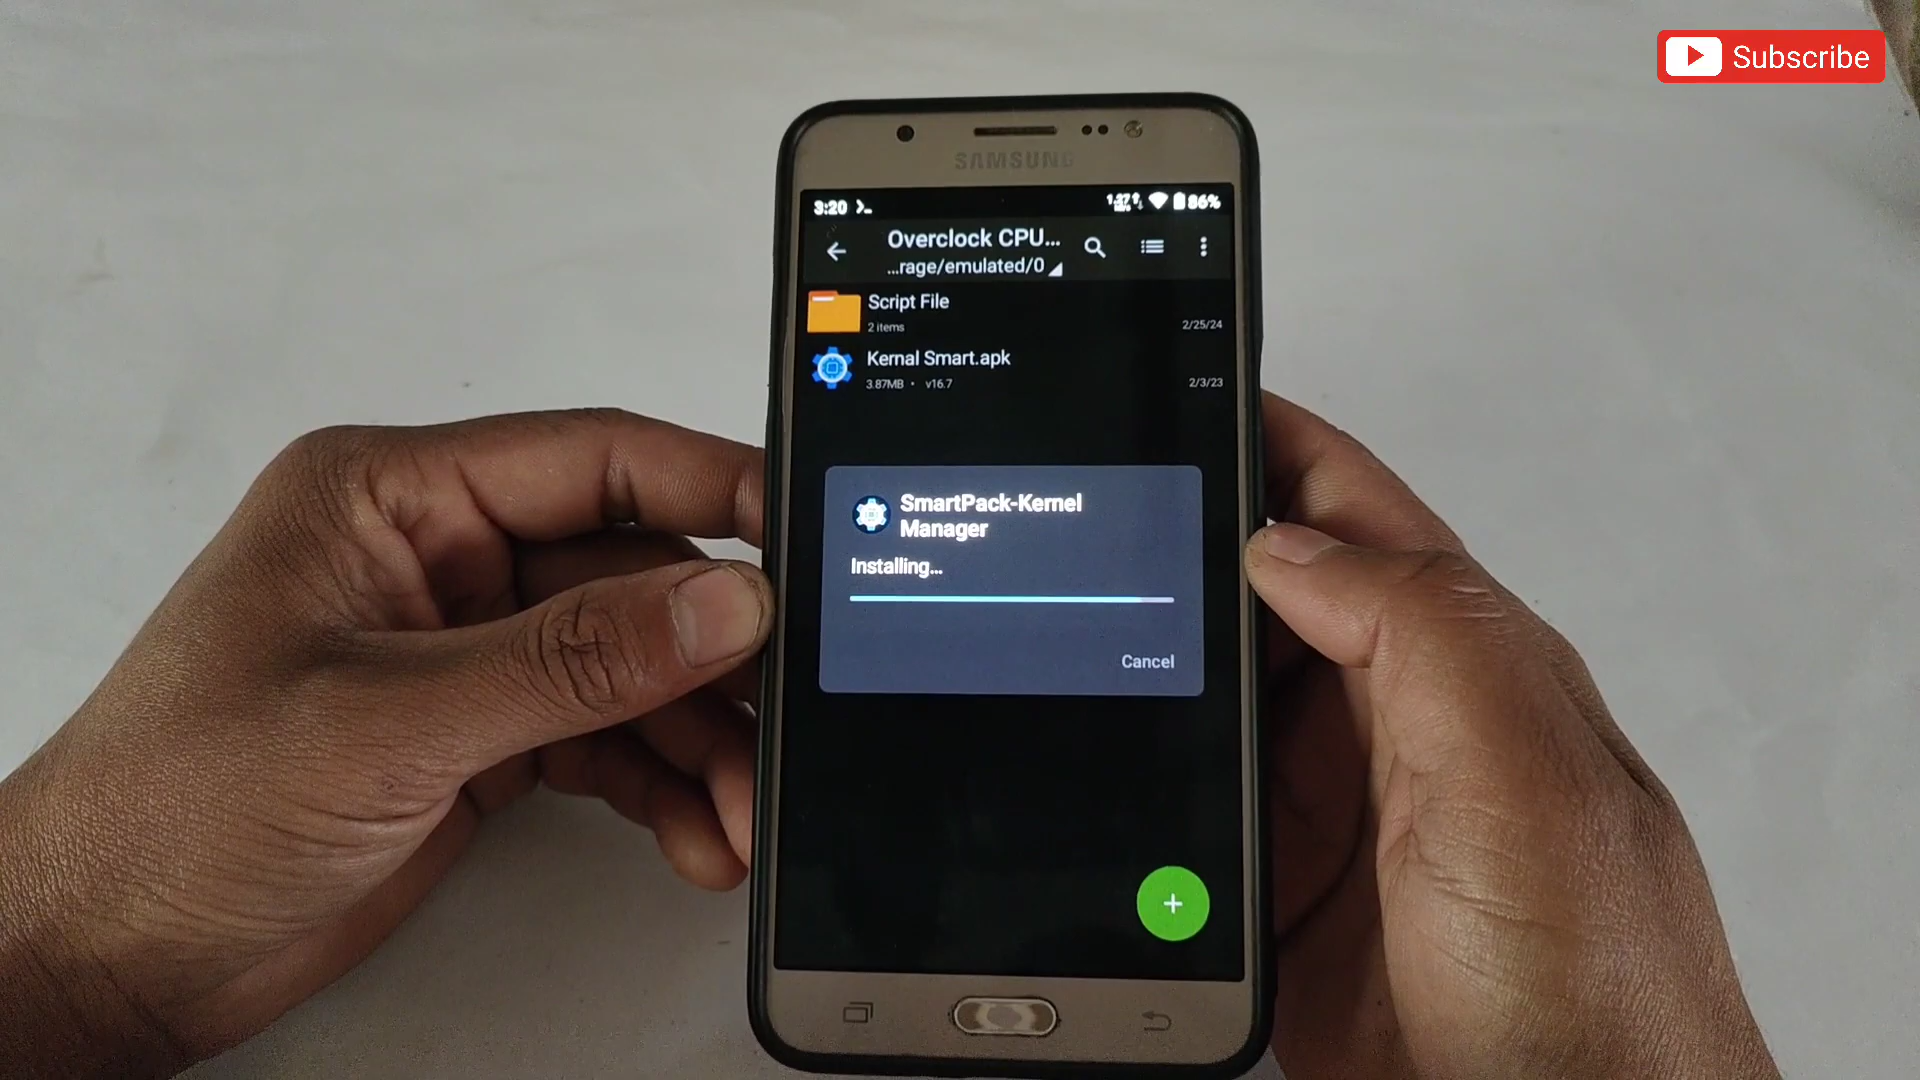 Subscribe
SAMSUNG
3:20
86%
Overclock CPU...
...rage/emulated/0
Script File
2 items
2/25/24
Kernal Smart.apk
3.87MB • v16.7
2/3/23
SmartPack-Kernel
Manager
Installing...
Cancel